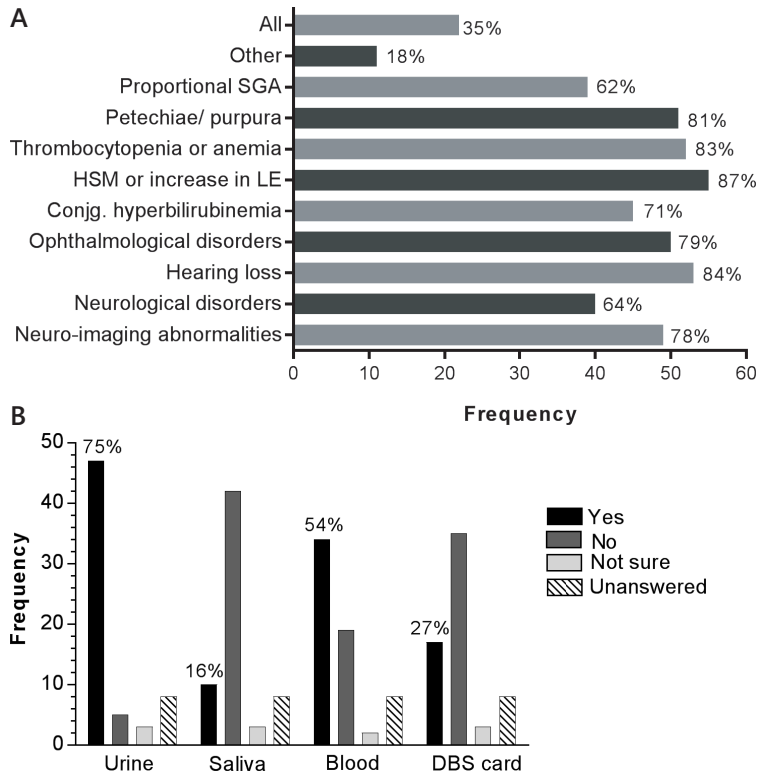 A
All 35%
Other 18%
Proportional SGA 62%
Petechiae/ purpura 81%
Thrombocytopenia or anemia 83%
HSM or increase in LE 87%
Conjg. hyperbilirubinemia 71%
Ophthalmological disorders 79%
Hearing loss 84%
Neurological disorders 64%
Neuro-imaging abnormalities 78%
0 10 20 30 40 50 60
Frequency
B
Frequency
50
40
30
20
10
0
75%
16%
54%
27%
Urine Saliva Blood DBS card
Yes
No
Not sure
Unanswered